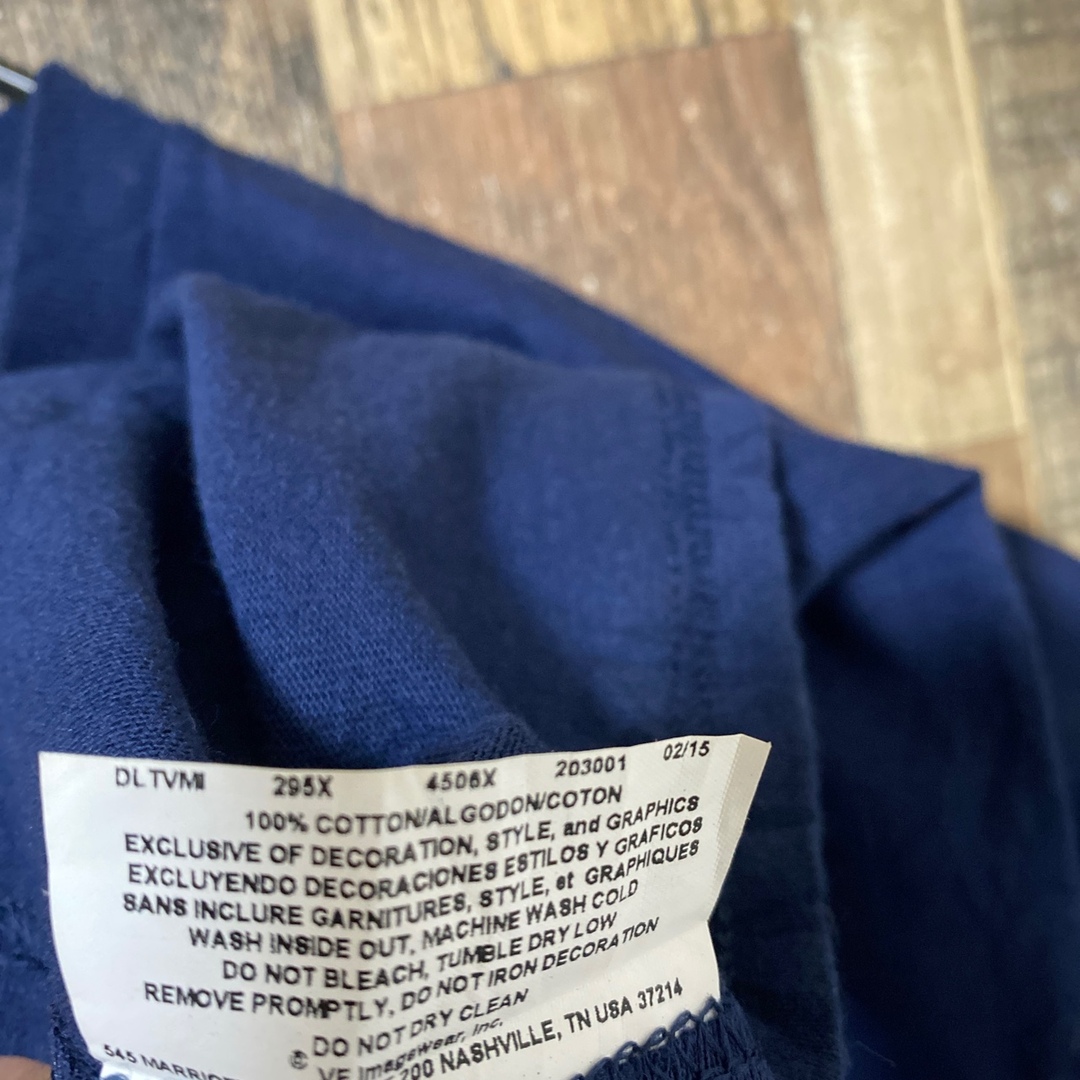 DLTVMI 295X 4506X 203001 02/15
100% COTTON/ALGODON/COTON
EXCLUSIVE OF DECORATION, STYLE, and GRAPHICS
EXCLUYENDO DECORACIONES ESTILOS Y GRAFICOS
SANS INCLURE GARNITURES, STYLE, et GRAPHIQUES
WASH INSIDE OUT, MACHINE WASH COLD
DO NOT BLEACH, TUMBLE DRY LOW
REMOVE PROMPTLY, DO NOT IRON DECORATION
DO NOT DRY CLEAN
© VF Imagewear, Inc.
545 200 NASHVILLE, TN USA 37214